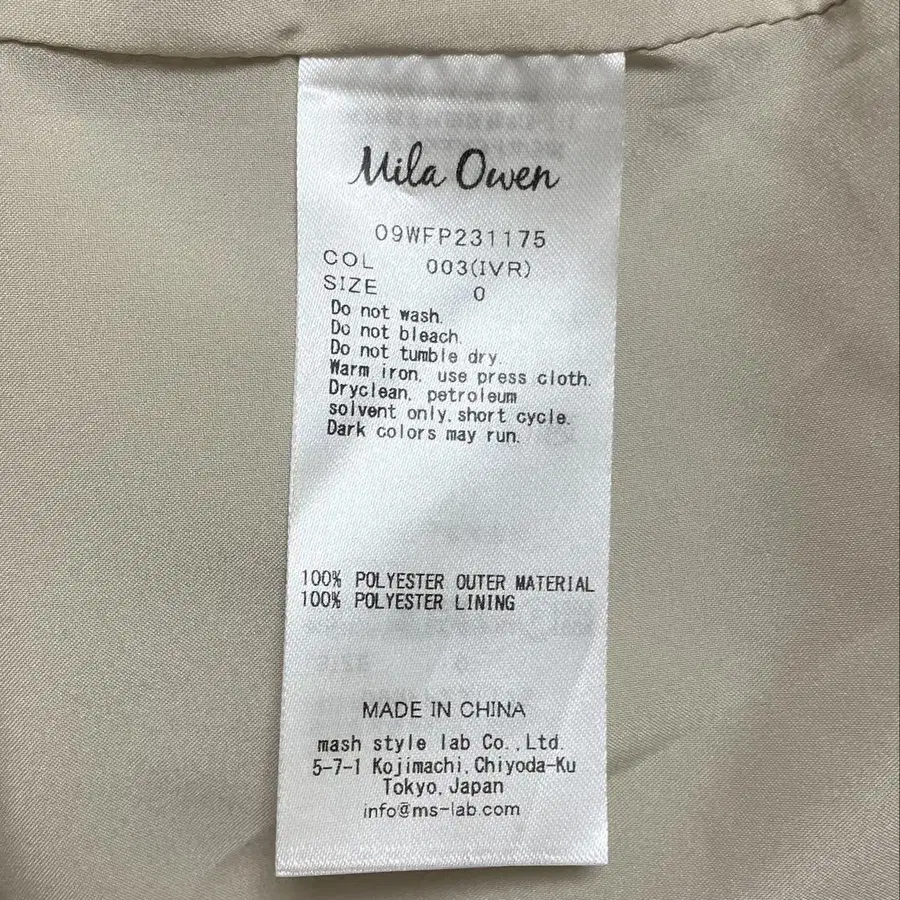 Mila Owen
09WFP231175
COL 003(IVR)
SIZE 0
Do not wash.
Do not bleach.
Do not tumble dry.
Warm iron, use press cloth.
Dryclean, petroleum
solvent only, short cycle.
Dark colors may run.
100% POLYESTER OUTER MATERIAL
100% POLYESTER LINING
MADE IN CHINA
mash style lab Co.,Ltd.
5-7-1 Kojimachi,Chiyoda-Ku
Tokyo,Japan
info@ms-lab.com